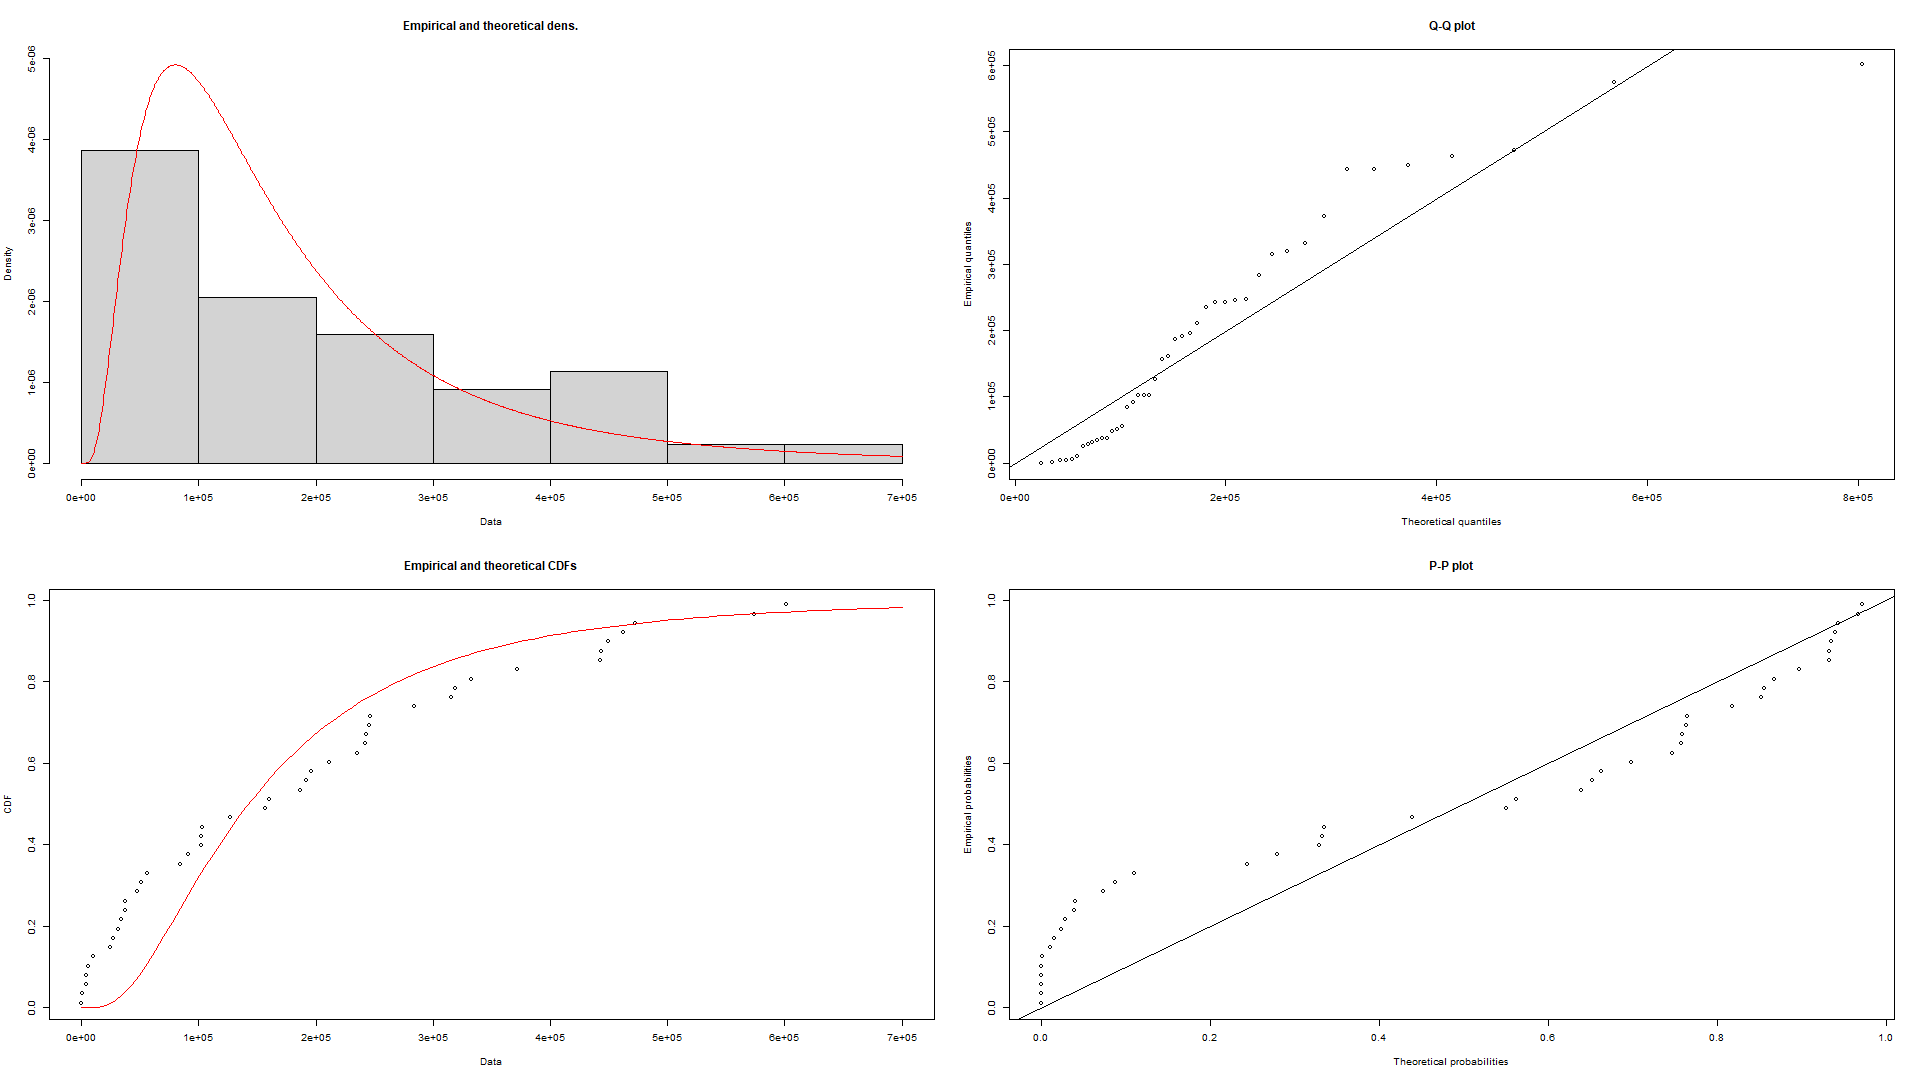 Empirical and theoretical dens.
Density
0e+00 1e-06 2e-06 3e-06 4e-06 5e-06
0e+00 1e+05 2e+05 3e+05 4e+05 5e+05 6e+05 7e+05
Data
Q-Q plot
Empirical quantiles
0e+00 1e+05 2e+05 3e+05 4e+05 5e+05 6e+05
0e+00 2e+05 4e+05 6e+05 8e+05
Theoretical quantiles
Empirical and theoretical CDFs
CDF
0.0 0.2 0.4 0.6 0.8 1.0
0e+00 1e+05 2e+05 3e+05 4e+05 5e+05 6e+05 7e+05
Data
P-P plot
Empirical probabilities
0.0 0.2 0.4 0.6 0.8 1.0
0.0 0.2 0.4 0.6 0.8 1.0
Theoretical probabilities